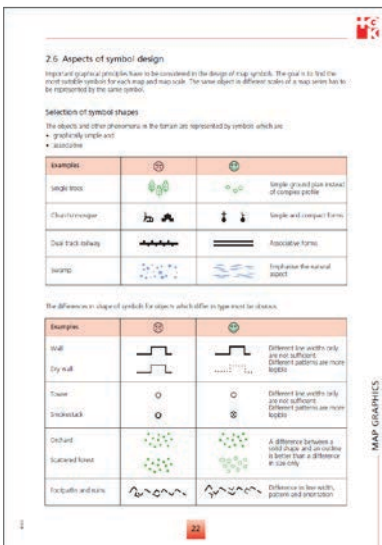 2.6 Aspects of symbol design
Important graphical principles have to be considered in the design of map symbols. The goal is to find the
most suitable symbols for each map and map scale. The same object in different scales of a map series has to
be represented by the same symbol.
Selection of symbol shapes
The objects and other phenomena in the terrain are represented by symbols which are
• graphically simple and
• associative
Examples
Single trees
Simple ground plan instead
of complex profile
Church/mosque
Simple and compact forms
Dual track railway
Associative forms
Swamp
Emphasise the natural
aspect
The differences in shape of symbols for objects which differ in type must be obvious.
Examples
Wall
Different line widths only
are not sufficient.
Dry wall
Different patterns are more
legible
Tower
Different line widths only
are not sufficient.
Smokestack
Different patterns are more
legible
Orchard
A difference between a
solid shape and an outline
Scattered forest
is better than a difference
in size only
Footpaths and ruins
Difference in line width,
pattern and orientation
MAP GRAPHICS
22